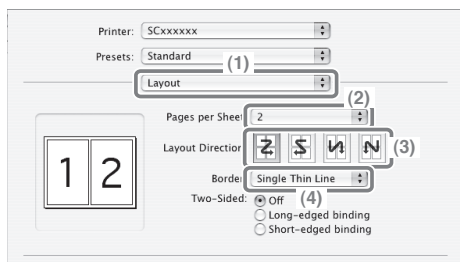 Printer: SCxxxxxx
Presets: Standard
(1)
Layout
(2)
Pages per Sheet 2
Layout Direction (3)
Border Single Thin Line
Two-Sided: Off (4)
Long-edged binding
Short-edged binding
1 2